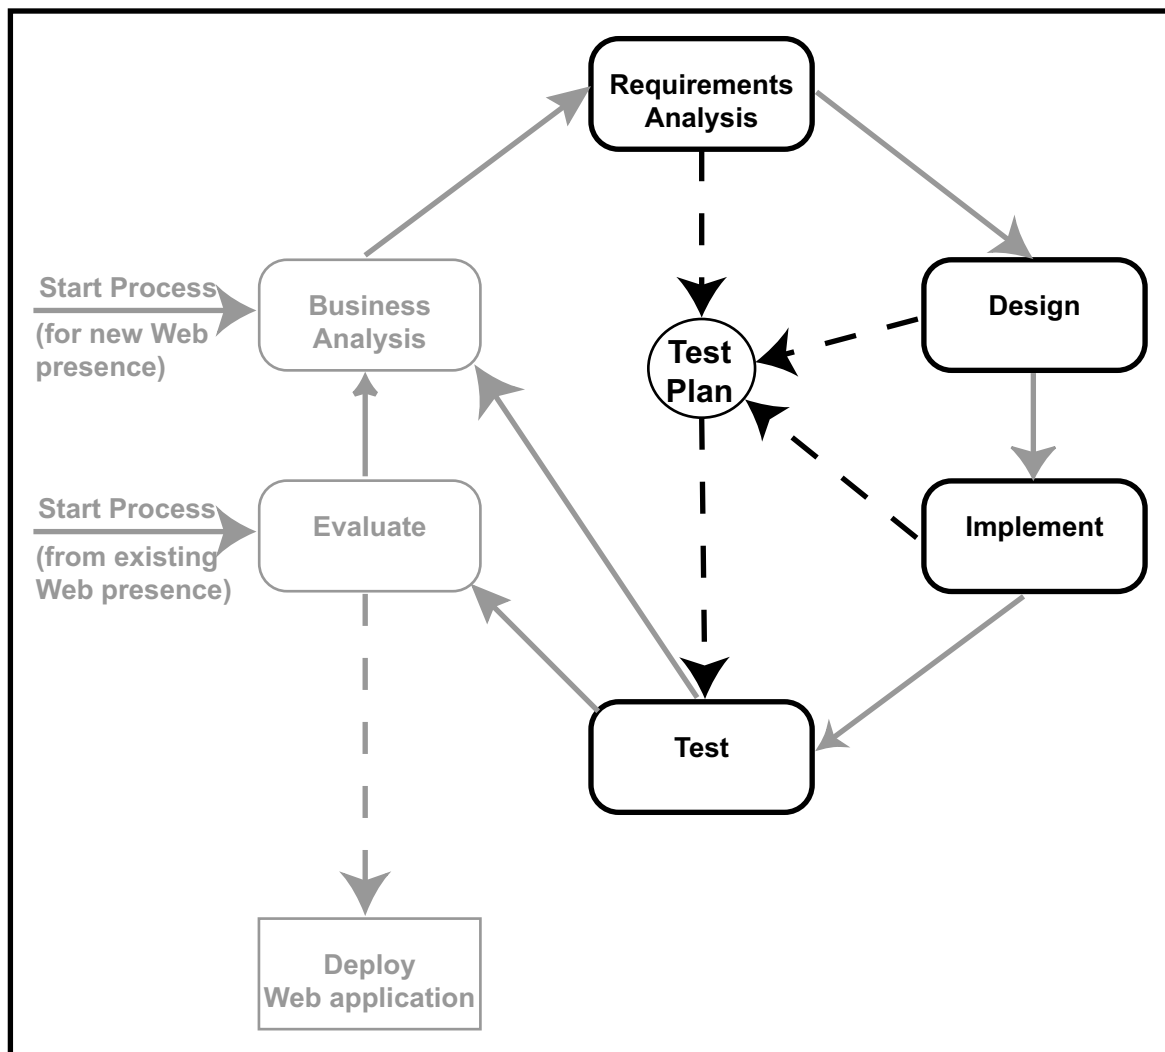 Requirements
Analysis
Start Process
(for new Web
presence)
Business
Analysis
Design
Test
Plan
Start Process
(from existing
Web presence)
Evaluate
Implement
Test
Deploy
Web application